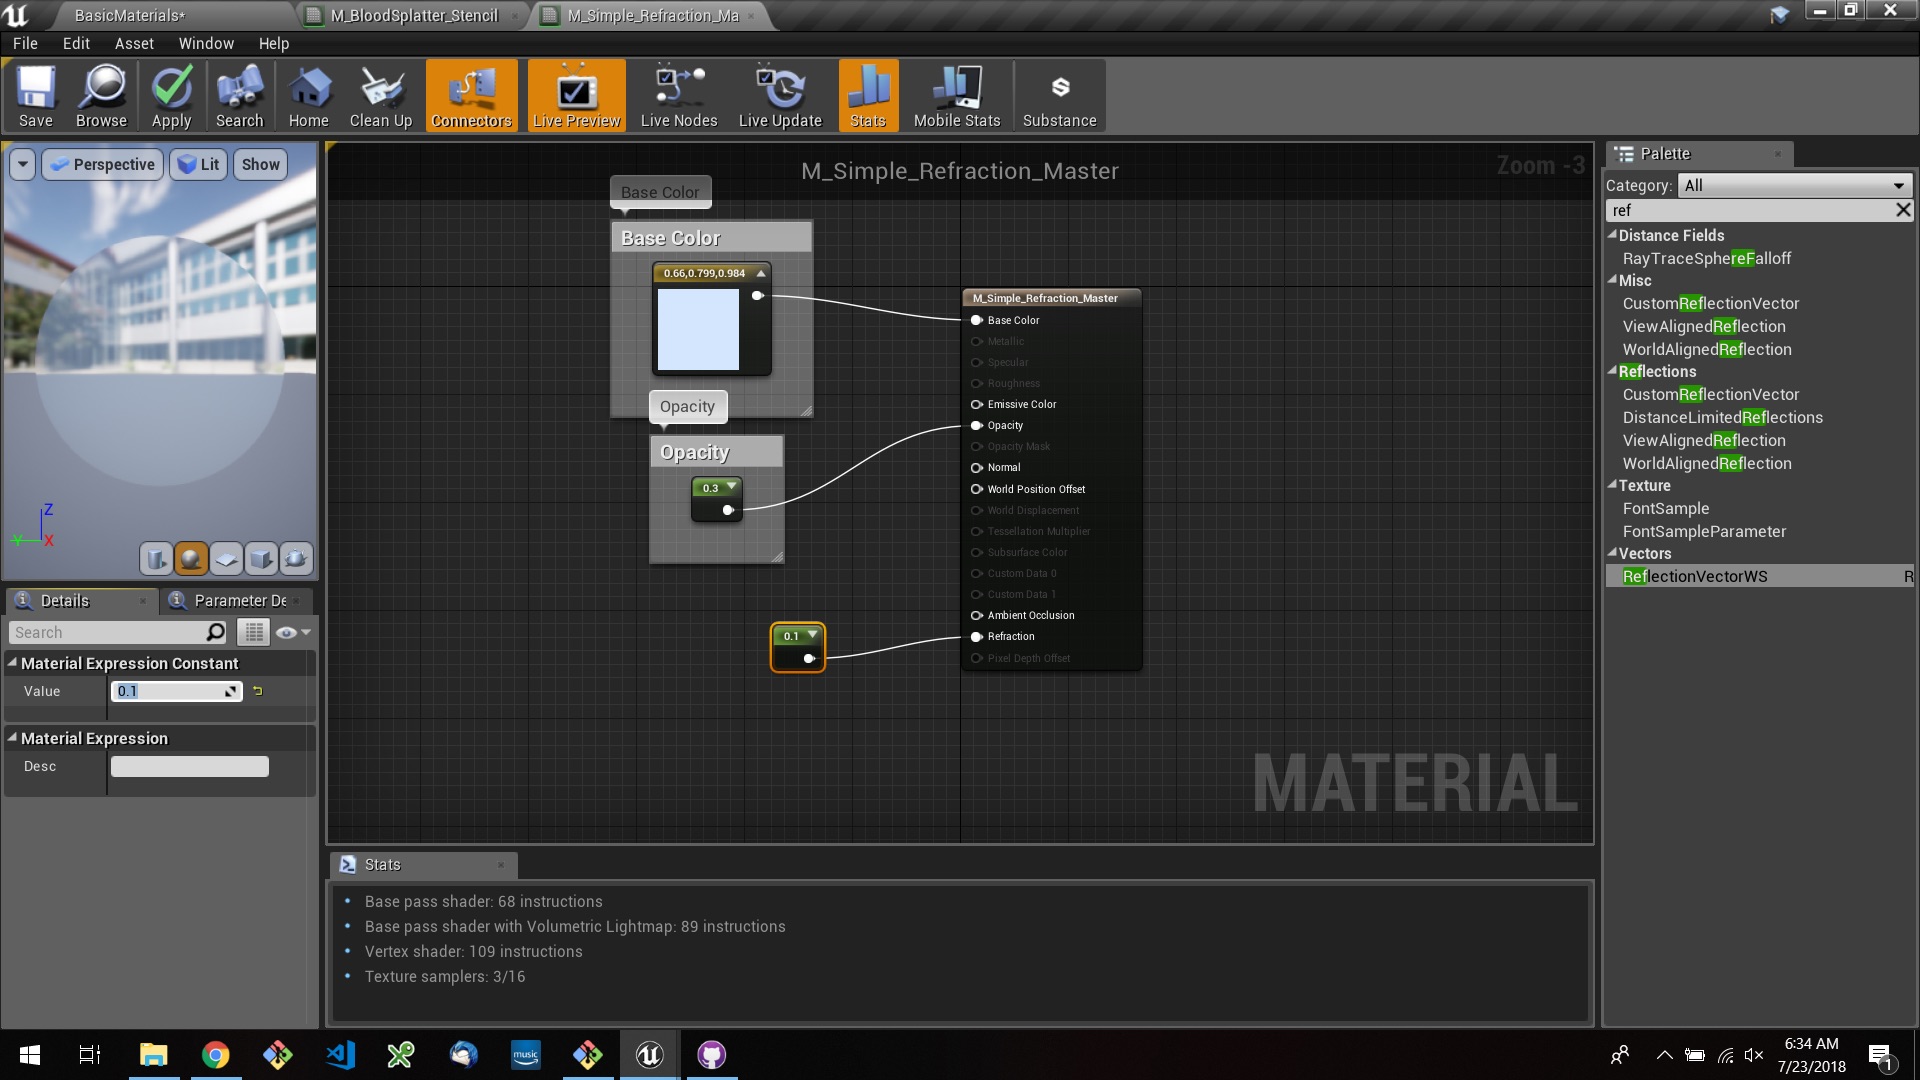 BasicMaterials*
M_BloodSplatter_Stencil
M_Simple_Refraction_Ma
File Edit Asset Window Help
Save Browse Apply Search Home Clean Up Connectors Live Preview Live Nodes Live Update Stats Mobile Stats Substance
Perspective Lit Show
Z
Y X
Details
Parameter De
Search
Material Expression Constant
Value 0.1
Material Expression
Desc
M_Simple_Refraction_Master
Zoom -3
Base Color
Base Color
0.66,0.799,0.984
Opacity
Opacity
0.3
0.1
M_Simple_Refraction_Master
Base Color
Metallic
Specular
Roughness
Emissive Color
Opacity
Opacity Mask
Normal
World Position Offset
World Displacement
Tessellation Multiplier
Subsurface Color
Custom Data 0
Custom Data 1
Ambient Occlusion
Refraction
Pixel Depth Offset
MATERIAL
Stats
Base pass shader: 68 instructions
Base pass shader with Volumetric Lightmap: 89 instructions
Vertex shader: 109 instructions
Texture samplers: 3/16
Palette
Category: All
ref
Distance Fields
RayTraceSphereFalloff
Misc
CustomReflectionVector
ViewAlignedReflection
WorldAlignedReflection
Reflections
CustomReflectionVector
DistanceLimitedReflections
ViewAlignedReflection
WorldAlignedReflection
Texture
FontSample
FontSampleParameter
Vectors
ReflectionVectorWS R
music
6:34 AM
7/23/2018
1